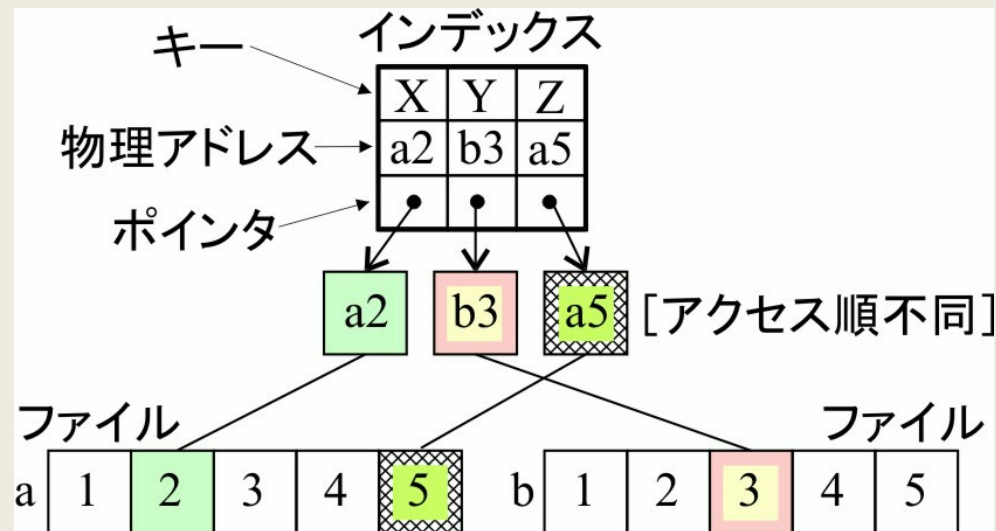 インデックス
キー
X Y Z
物理アドレス
a2 b3 a5
ポインタ
a2 b3 a5 [アクセス順不同]
ファイル ファイル
a 1 2 3 4 5 b 1 2 3 4 5